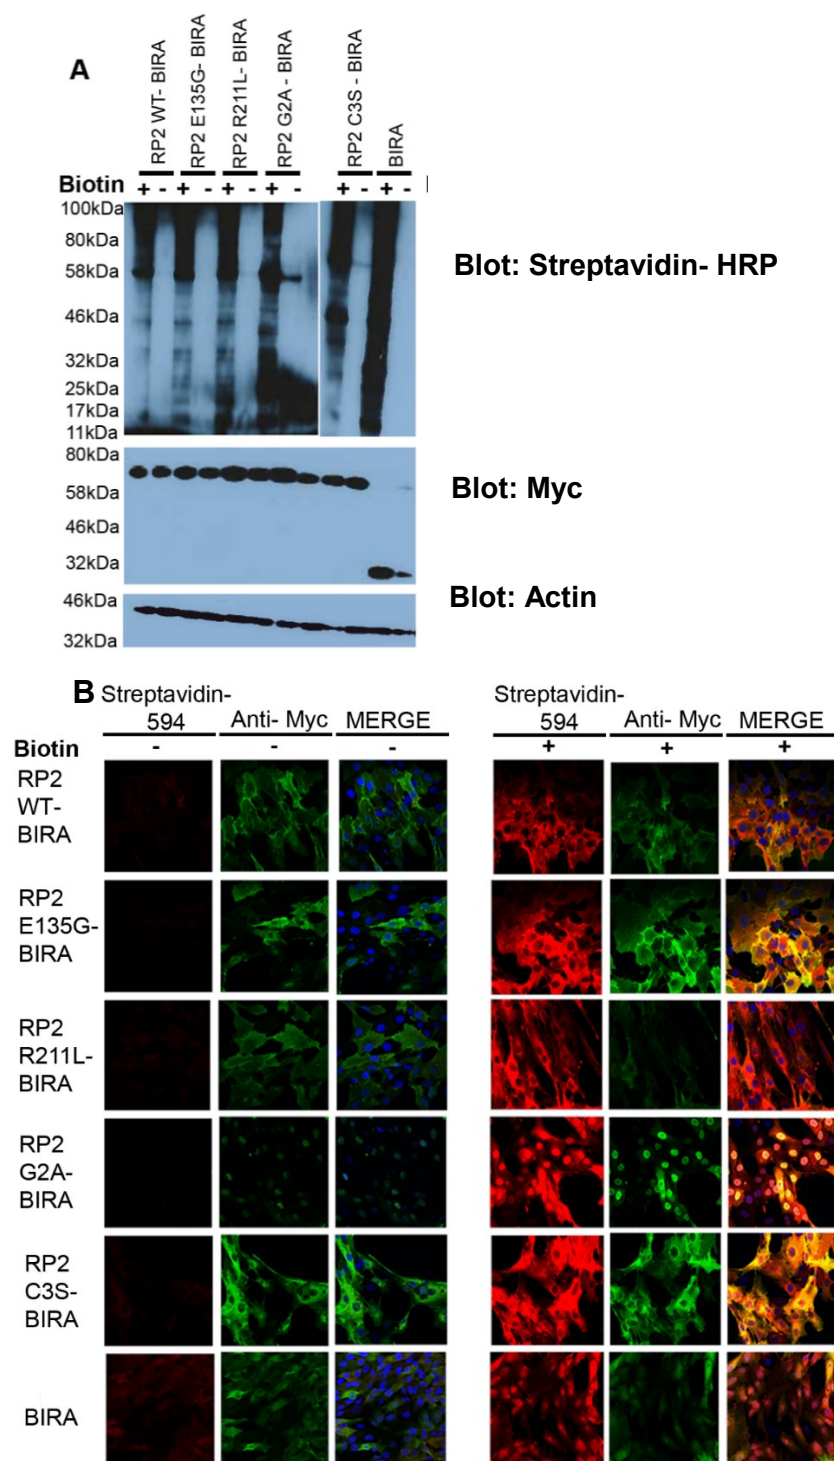 A
RP2 WT- BIRA
RP2 E135G- BIRA
RP2 R211L- BIRA
RP2 G2A - BIRA
RP2 C3S - BIRA
BIRA
Biotin + - + - + - + - + - + -
100kDa
80kDa
58kDa
46kDa
32kDa
25kDa
17kDa
11kDa
Blot: Streptavidin- HRP
80kDa
58kDa
46kDa
32kDa
Blot: Myc
46kDa
32kDa
Blot: Actin
B Streptavidin-
594 Anti- Myc MERGE
Streptavidin-
594 Anti- Myc MERGE
Biotin - - - + + +
RP2
WT-
BIRA
RP2
E135G-
BIRA
RP2
R211L-
BIRA
RP2
G2A-
BIRA
RP2
C3S-
BIRA
BIRA